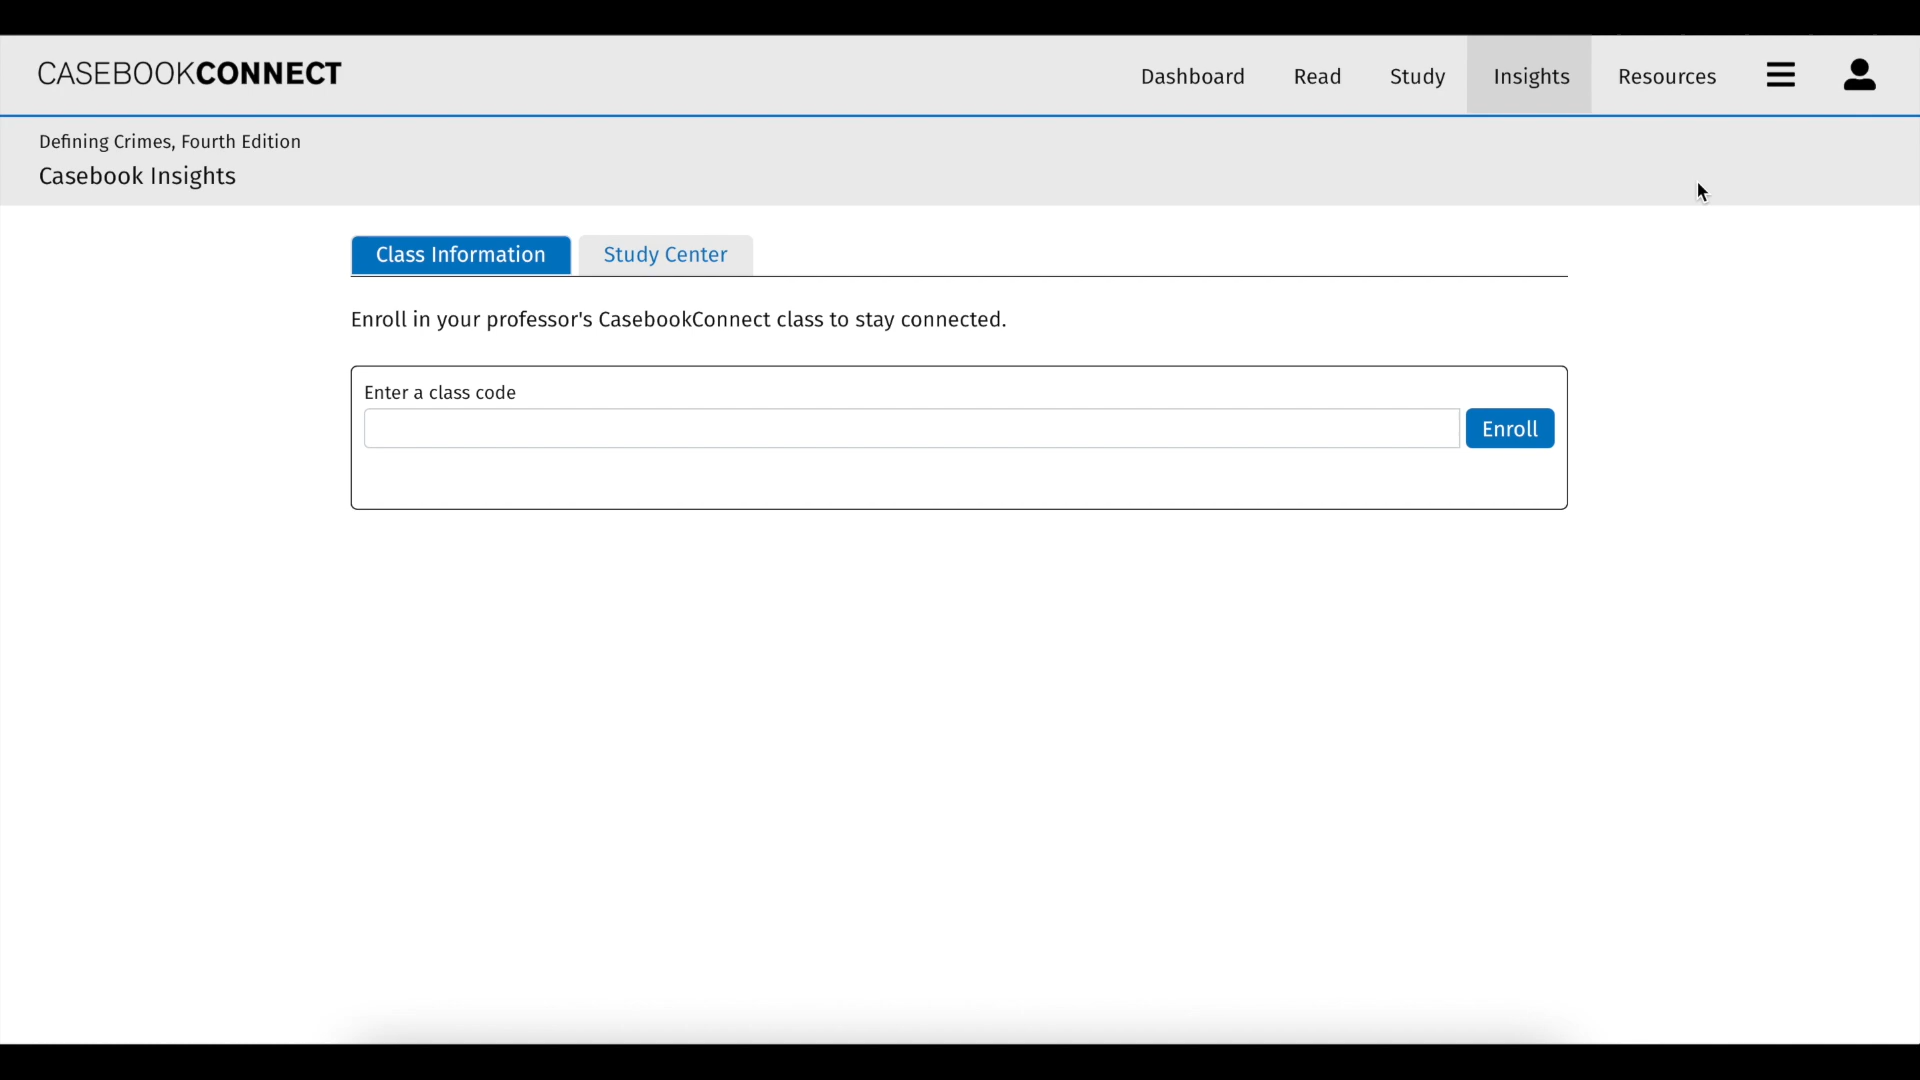 CASEBOOKCONNECT
Dashboard
Read
Study
Insights
Resources
Defining Crimes, Fourth Edition
Casebook Insights
Class Information
Study Center
Enroll in your professor's CasebookConnect class to stay connected.
Enter a class code
Enroll